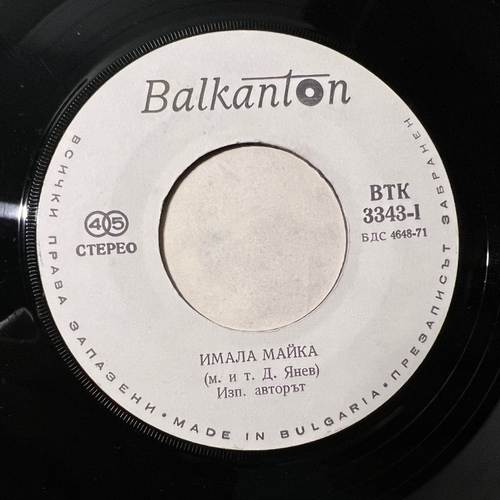 Balkanton
ВТК
3343-I
БДС 4648-71
45
СТЕРЕО
ИМАЛА МАЙКА
(м. и т. Д. Янев)
Изп. авторът
ВСИЧКИ ПРАВА ЗАПАЗЕНИ • MADE IN BULGARIA • ПРЕЗАПИСЪТ ЗАБРАНЕН